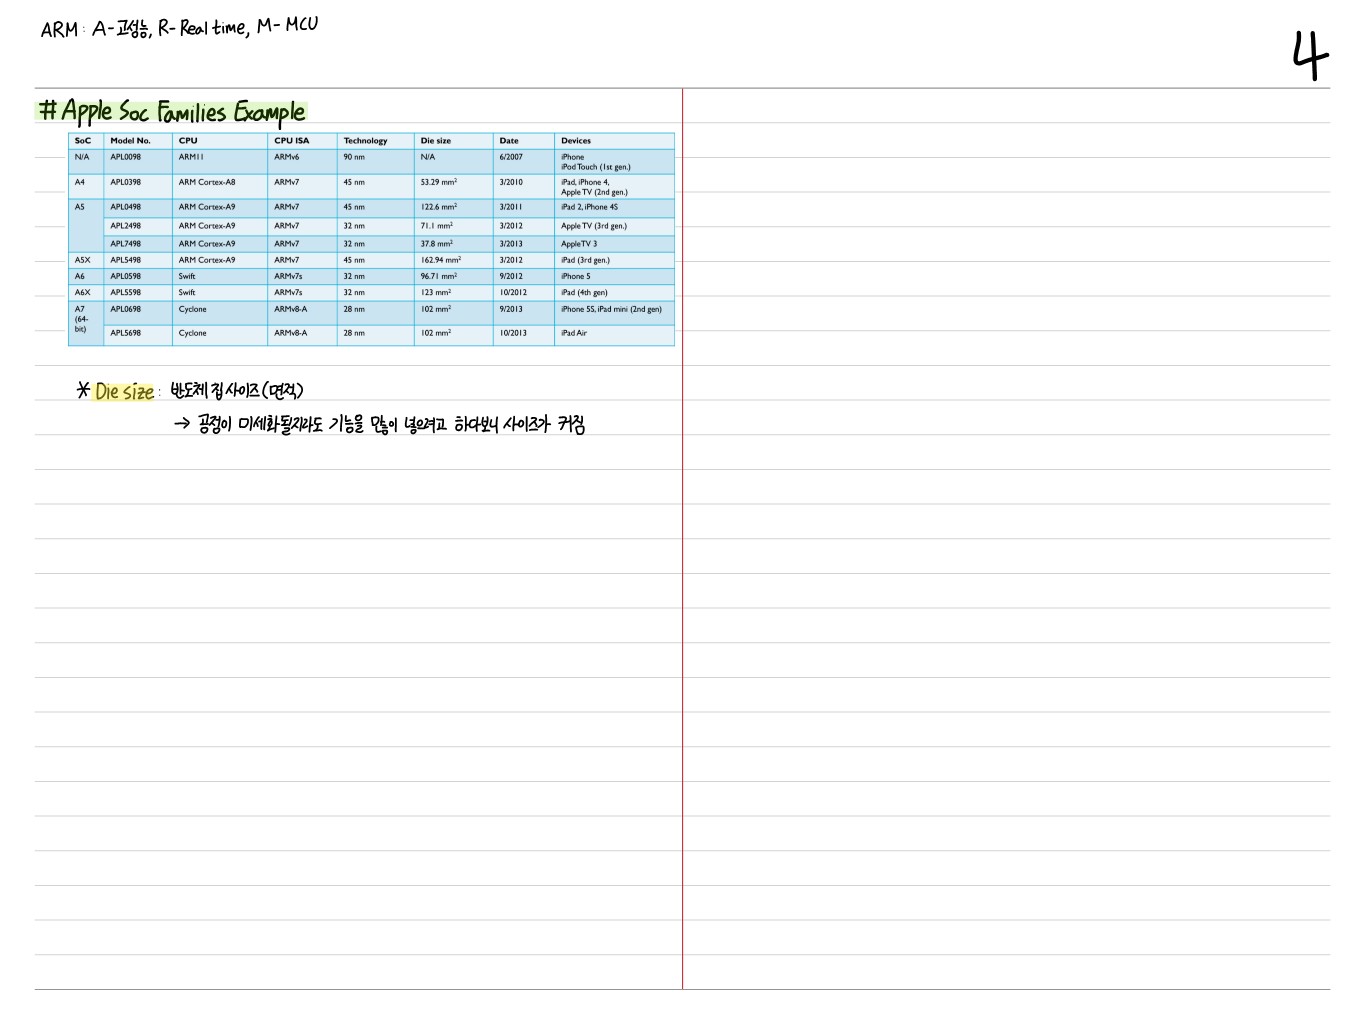 ARM: A-고성능, R-Real time, M-MCU
4
# Apple Soc Families Example
SoC Model No. CPU CPU ISA Technology Die size Date Devices
N/A APL0098 ARM11 ARMv6 90 nm N/A 6/2007 iPhone
iPod Touch (1st gen.)
A4 APL0398 ARM Cortex-A8 ARMv7 45 nm 53.29 mm² 3/2010 iPad, iPhone 4,
Apple TV (2nd gen.)
A5 APL0498 ARM Cortex-A9 ARMv7 45 nm 122.6 mm² 3/2011 iPad 2, iPhone 4S
APL2498 ARM Cortex-A9 ARMv7 32 nm 71.1 mm² 3/2012 Apple TV (3rd gen.)
APL7498 ARM Cortex-A9 ARMv7 32 nm 37.8 mm² 3/2013 AppleTV 3
A5X APL5498 ARM Cortex-A9 ARMv7 45 nm 162.94 mm² 3/2012 iPad (3rd gen.)
A6 APL0598 Swift ARMv7s 32 nm 96.71 mm² 9/2012 iPhone 5
A6X APL5598 Swift ARMv7s 32 nm 123 mm² 10/2012 iPad (4th gen)
A7 APL0698 Cyclone ARMv8-A 28 nm 102 mm² 9/2013 iPhone 5S, iPad mini (2nd gen)
(64-
bit) APL5698 Cyclone ARMv8-A 28 nm 102 mm² 10/2013 iPad Air
* Die size: 반도체 칩 사이즈(면적)
→ 공정이 미세화될지라도 기능을 많이 넣으려고 하다보니 사이즈가 커짐